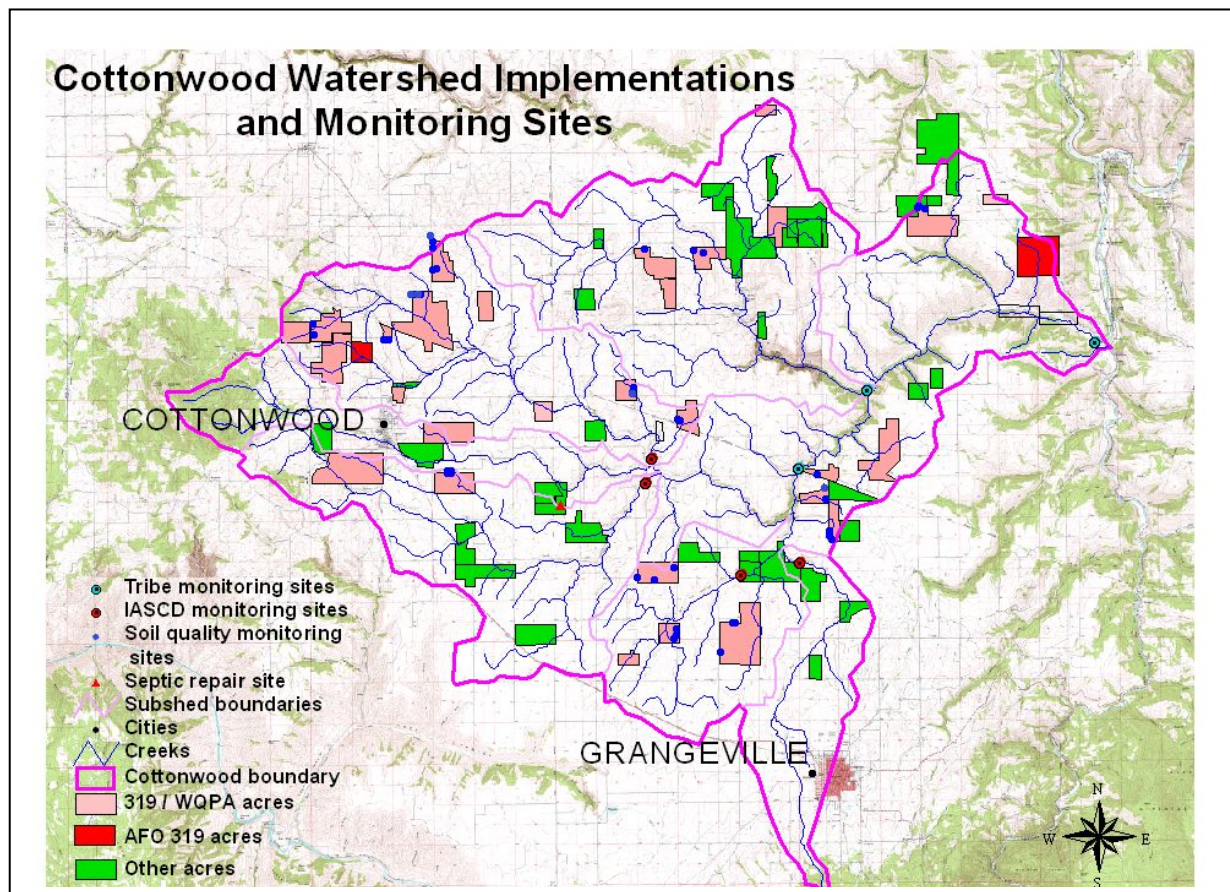 Cottonwood Watershed Implementations
and Monitoring Sites
COTTONWOOD
GRANGEVILLE
Tribe monitoring sites
IASCD monitoring sites
Soil quality monitoring
sites
Septic repair site
Subshed boundaries
Cities
Creeks
Cottonwood boundary
319 / WQPA acres
AFO 319 acres
Other acres
N
W E
S